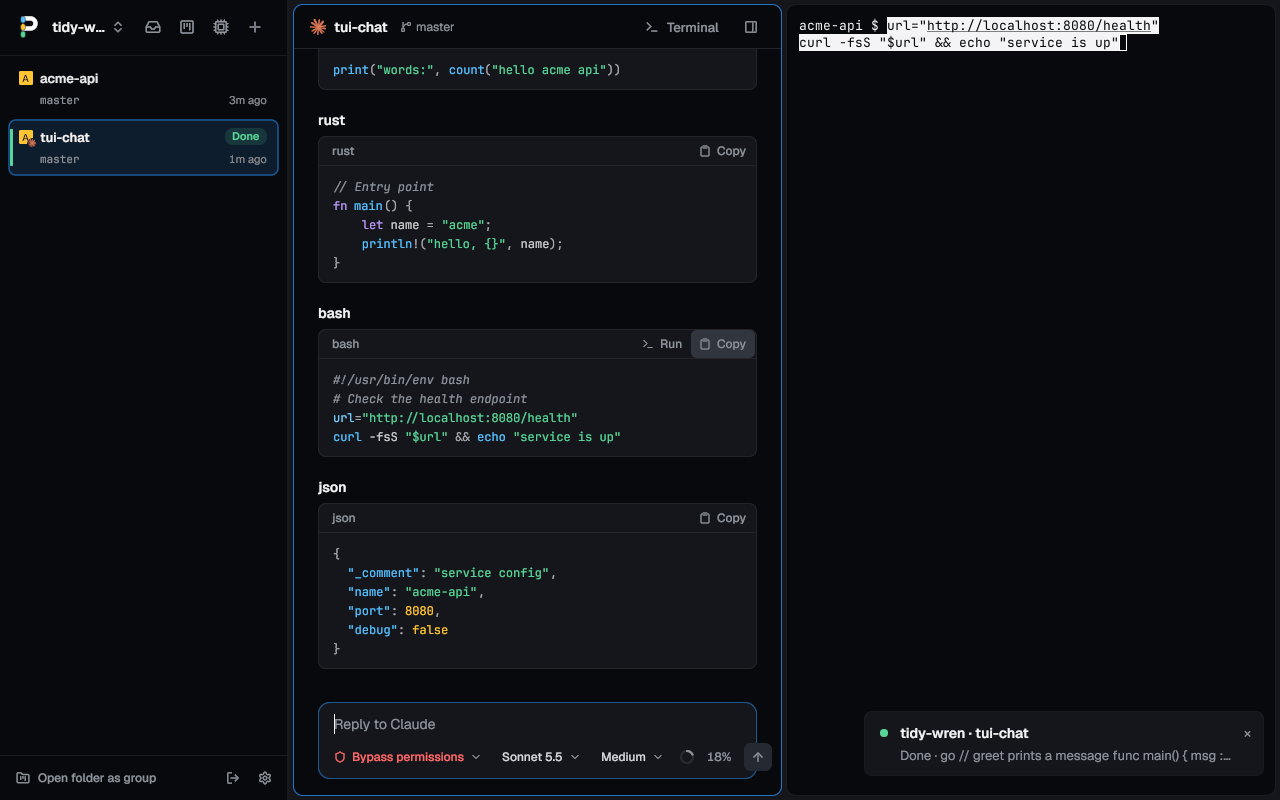 tidy-w...
acme-api
master
3m ago
tui-chat
Done
master
1m ago
Open folder as group
tui-chat
master
Terminal
print("words:", count("hello acme api"))
rust
rust
Copy
// Entry point
fn main() {
    let name = "acme";
    println!("hello, {}", name);
}
bash
bash
Run
Copy
#!/usr/bin/env bash
# Check the health endpoint
url="http://localhost:8080/health"
curl -fsS "$url" && echo "service is up"
json
json
Copy
{
  "_comment": "service config",
  "name": "acme-api",
  "port": 8080,
  "debug": false
}
Reply to Claude
Bypass permissions
Sonnet 5.5
Medium
18%
acme-api $ url="http://localhost:8080/health"
curl -fsS "$url" && echo "service is up"
tidy-wren · tui-chat
Done · go // greet prints a message func main() { msg :...